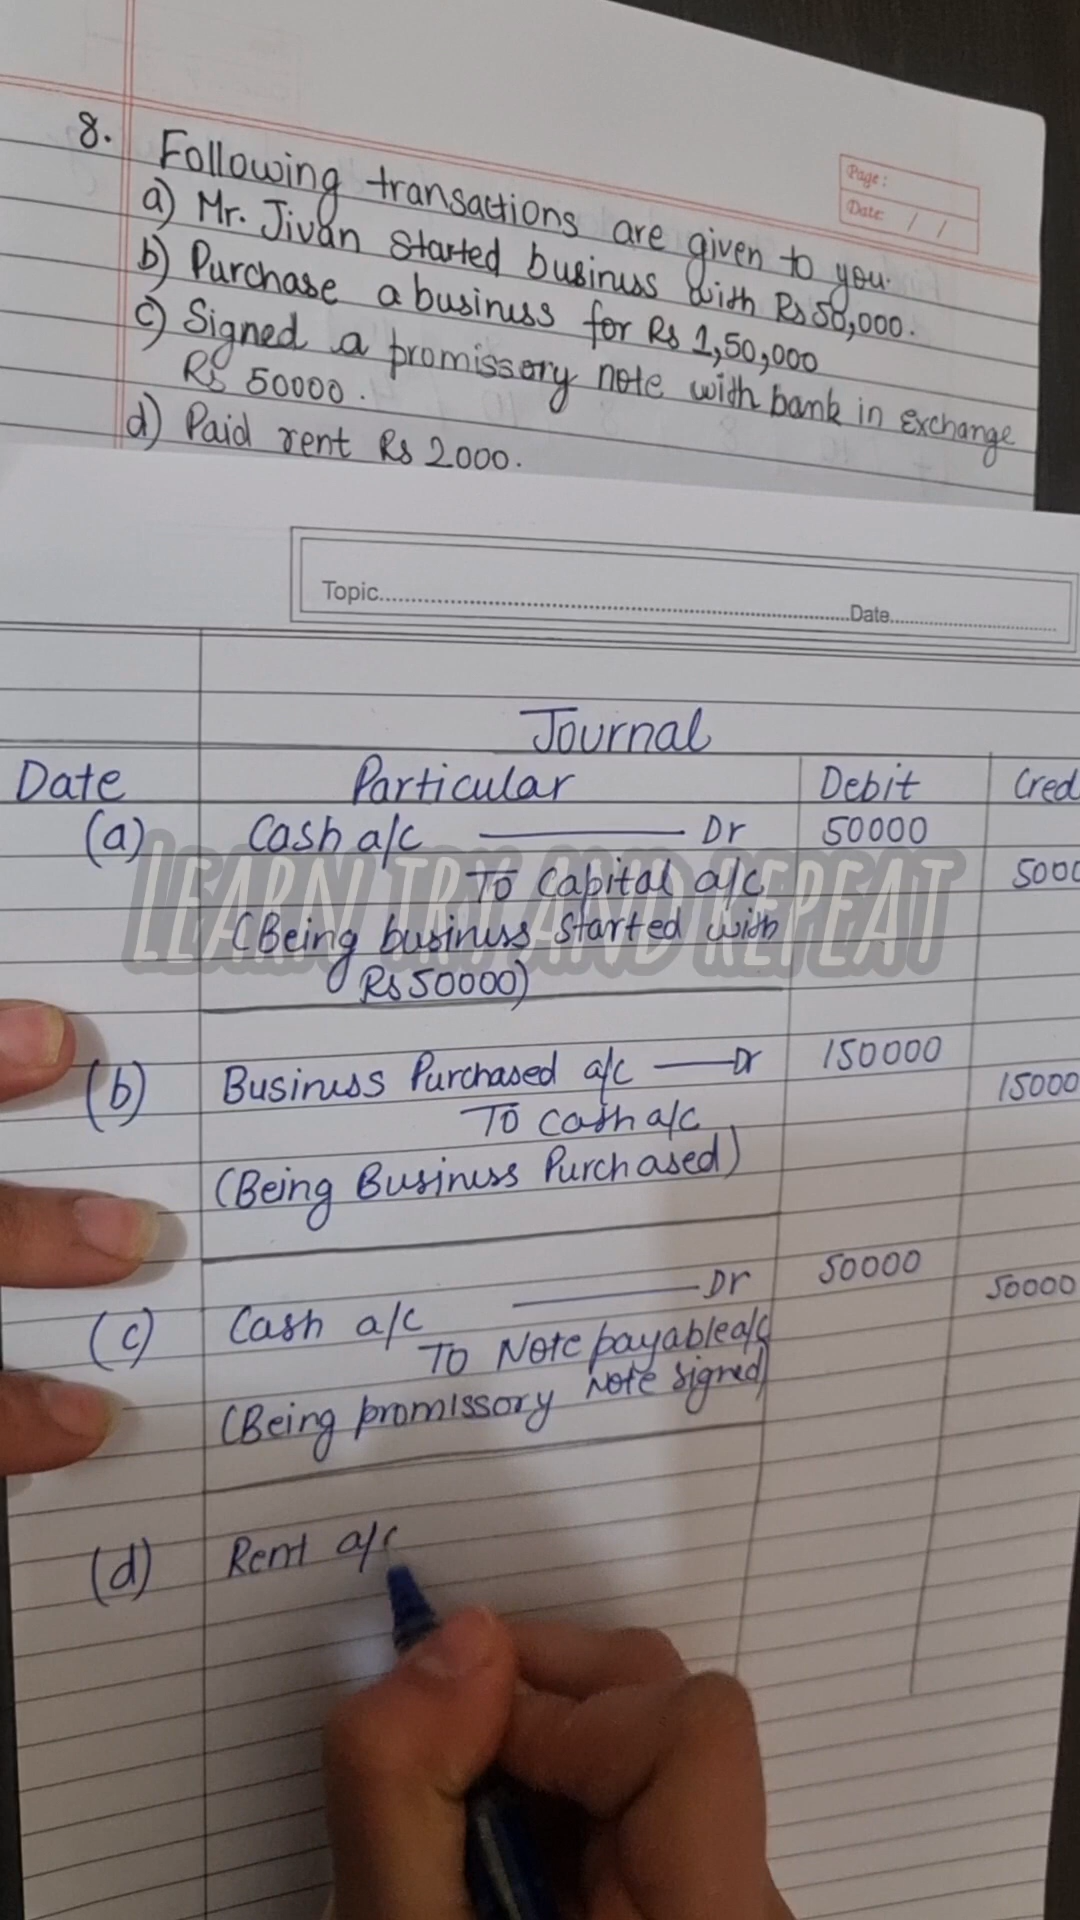 Page:
Date: / /
8. Following transactions are given to you.
a) Mr. Jivan Started business with Rs 50,000.
b) Purchase a business for Rs 1,50,000
c) Signed a promissory note with bank in exchange
Rs 50000.
d) Paid rent Rs 2000.
Topic.......... Date..........
Journal
Date Particular Debit Cred
(a) Cash a/c Dr 50000
To Capital a/c 5000
(Being business Started with
Rs 50000)
LEARN TRY AND REPEAT
(b) Business Purchased a/c Dr 150000
To Cash a/c 15000
(Being Business Purchased)
(c) Cash a/c Dr 50000
To Note payable a/c 50000
(Being promissory Note signed)
(d) Rent a/c